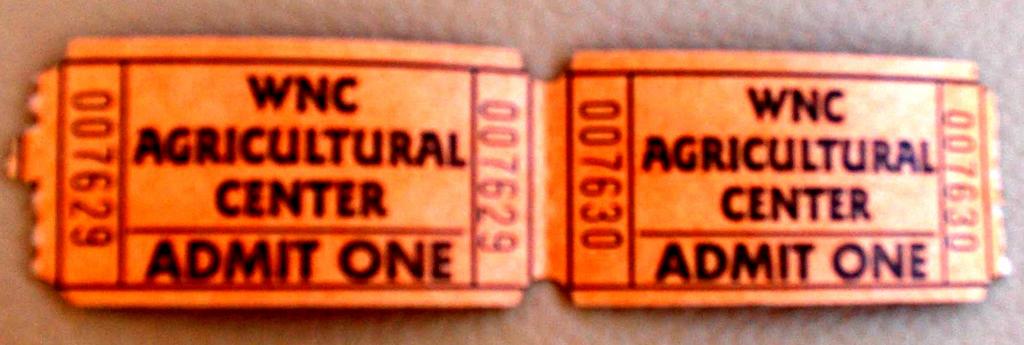 007629
WNC
AGRICULTURAL
CENTER
ADMIT ONE
007629
007630
WNC
AGRICULTURAL
CENTER
ADMIT ONE
007630